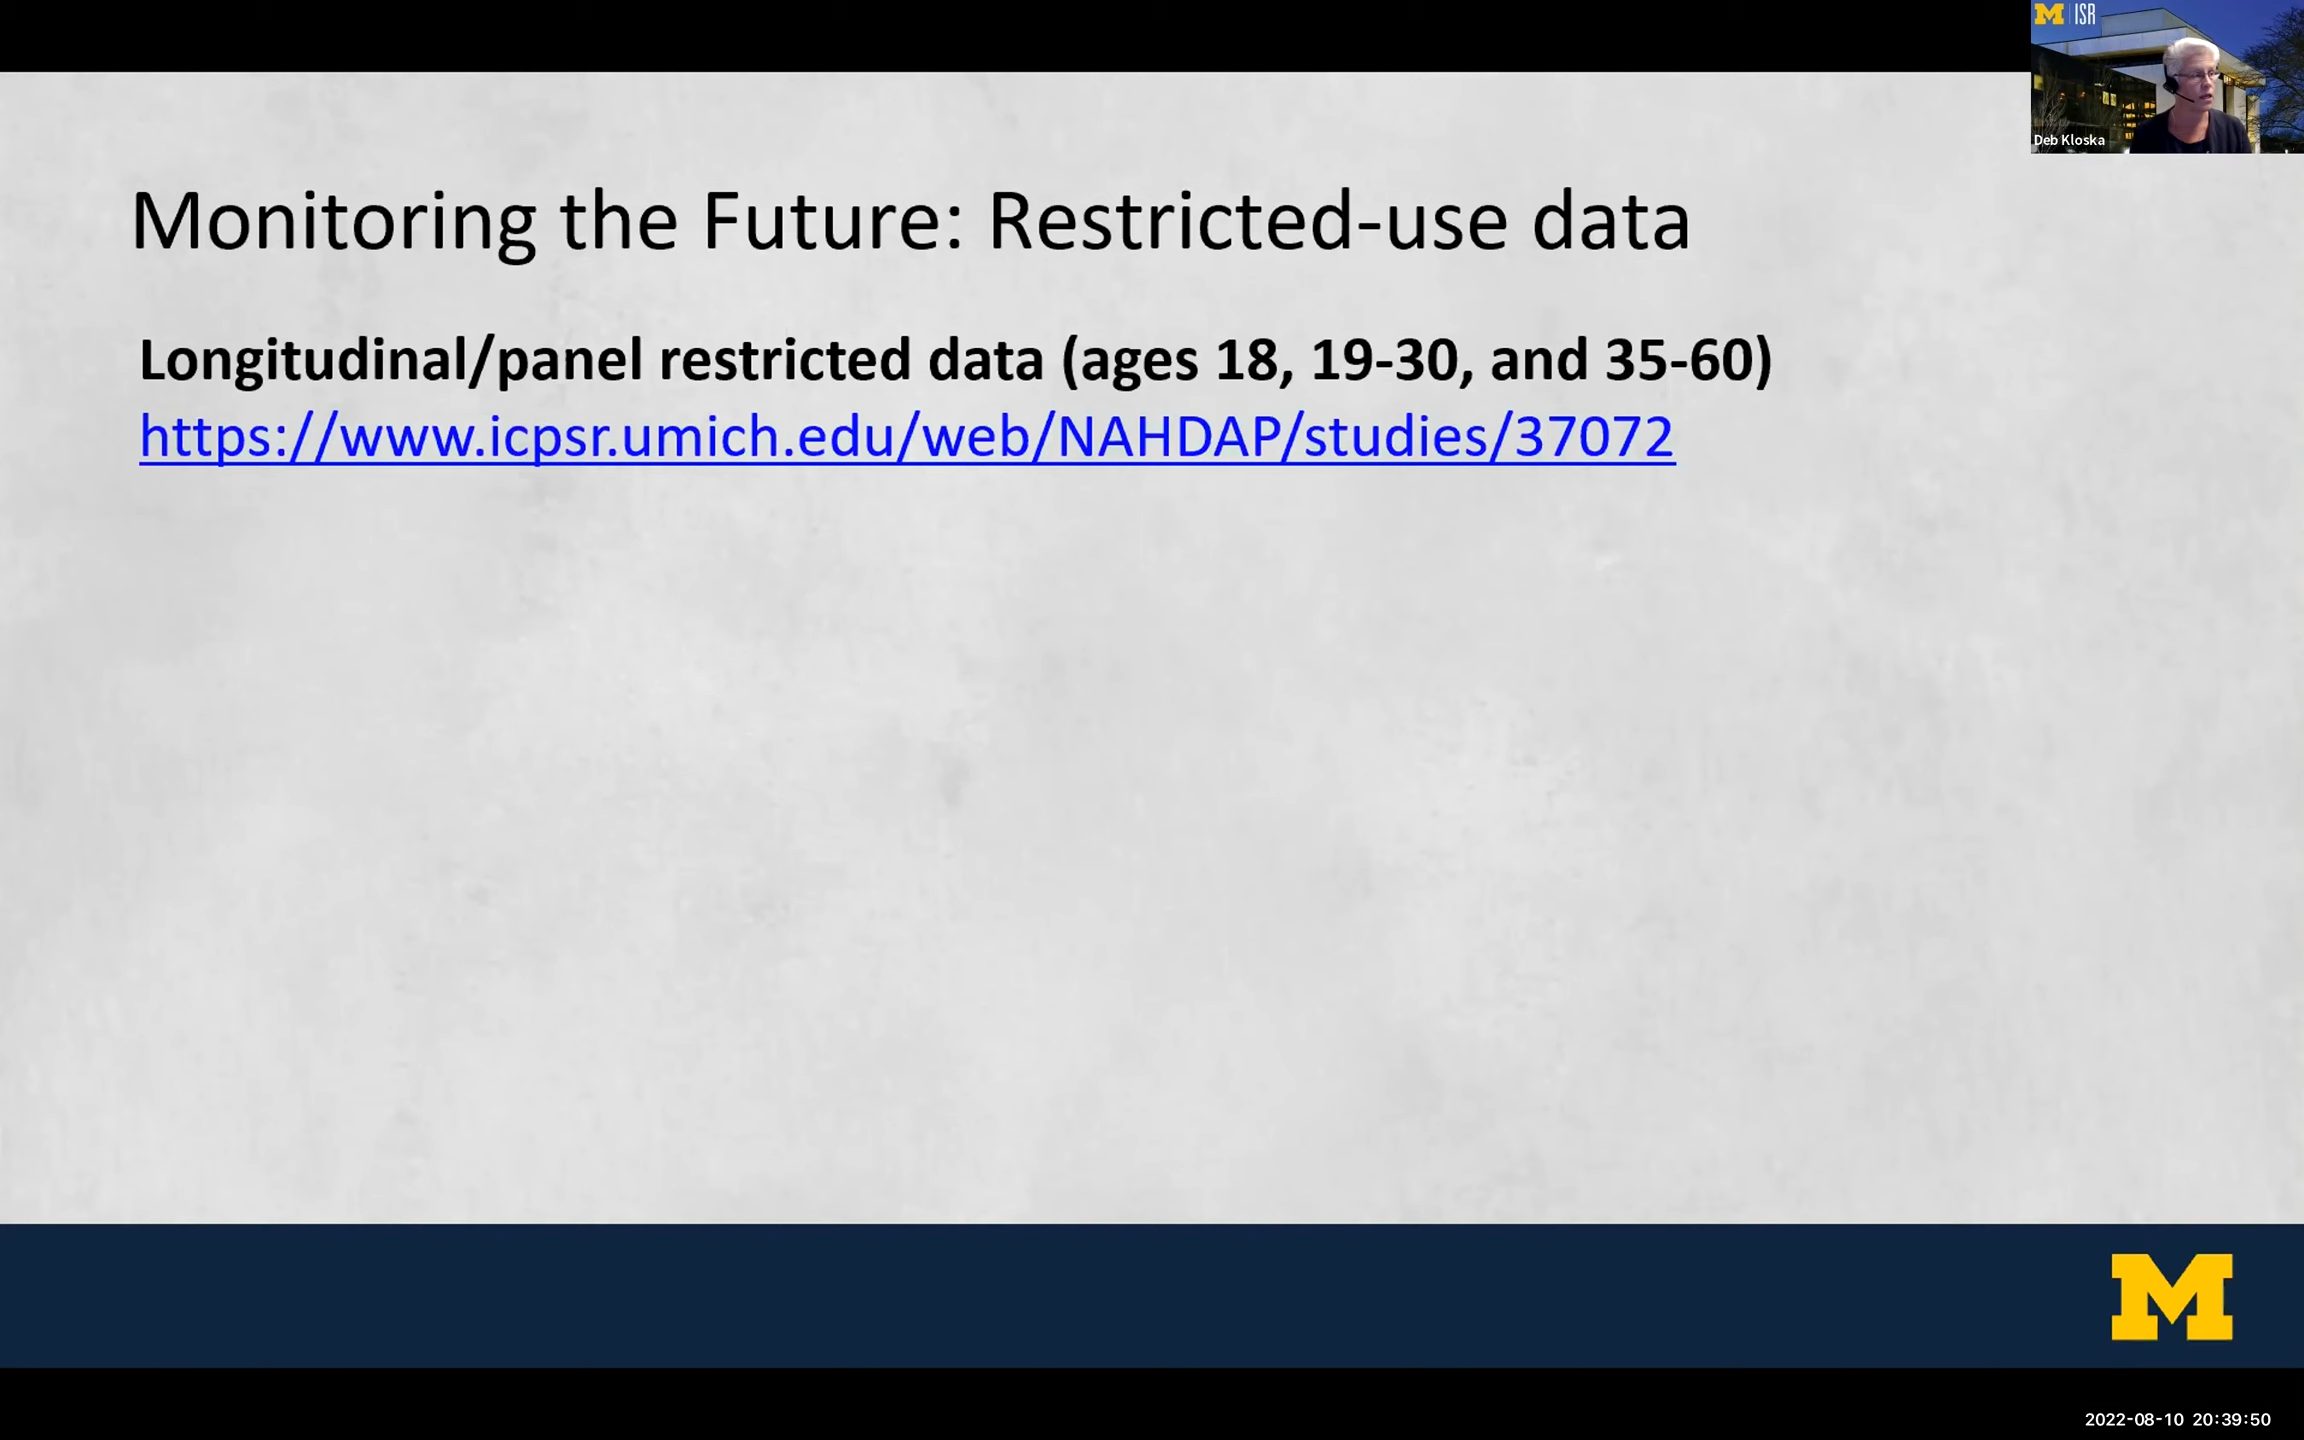 M | ISR
Deb Kloska
Monitoring the Future: Restricted-use data
Longitudinal/panel restricted data (ages 18, 19-30, and 35-60)
https://www.icpsr.umich.edu/web/NAHDAP/studies/37072
M
2022-08-10 20:39:50